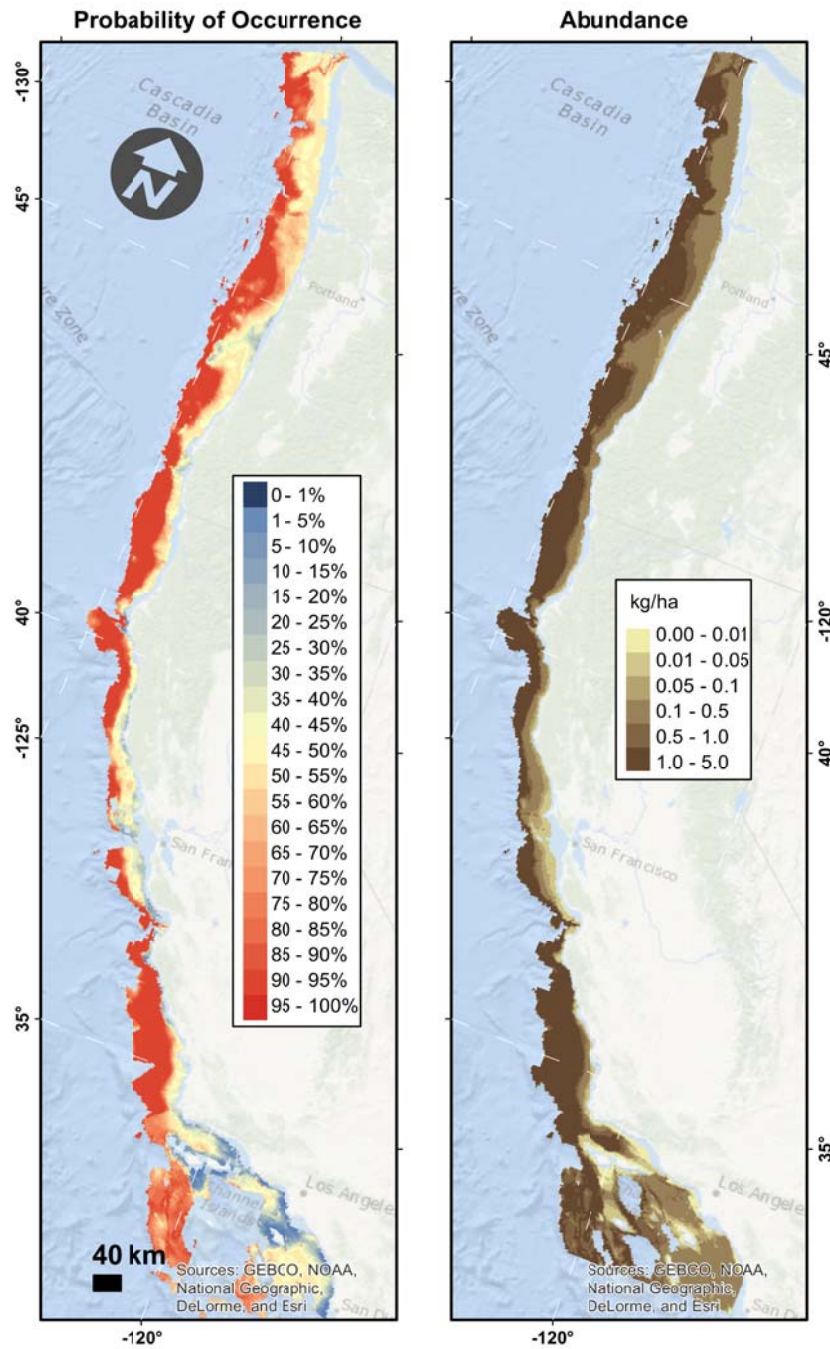 Probability of Occurrence
Cascadia
Basin
N
Portland
0 - 1%
1 - 5%
5 - 10%
10 - 15%
15 - 20%
20 - 25%
25 - 30%
30 - 35%
35 - 40%
40 - 45%
45 - 50%
50 - 55%
55 - 60%
60 - 65%
65 - 70%
70 - 75%
75 - 80%
80 - 85%
85 - 90%
90 - 95%
95 - 100%
-130°
45°
40°
-125°
35°
-120°
Zone
San Franc
Channel
Islands
Los Angeles
San D
40 km
Sources: GEBCO, NOAA,
National Geographic,
DeLorme, and Esri
Abundance
Cascadia
Basin
Portland
45°
kg/ha
0.00 - 0.01
0.01 - 0.05
0.05 - 0.1
0.1 - 0.5
0.5 - 1.0
1.0 - 5.0
-120°
40°
35°
Zone
San Francisco
Los Angeles
San D
Sources: GEBCO, NOAA,
National Geographic,
DeLorme, and Esri
-120°